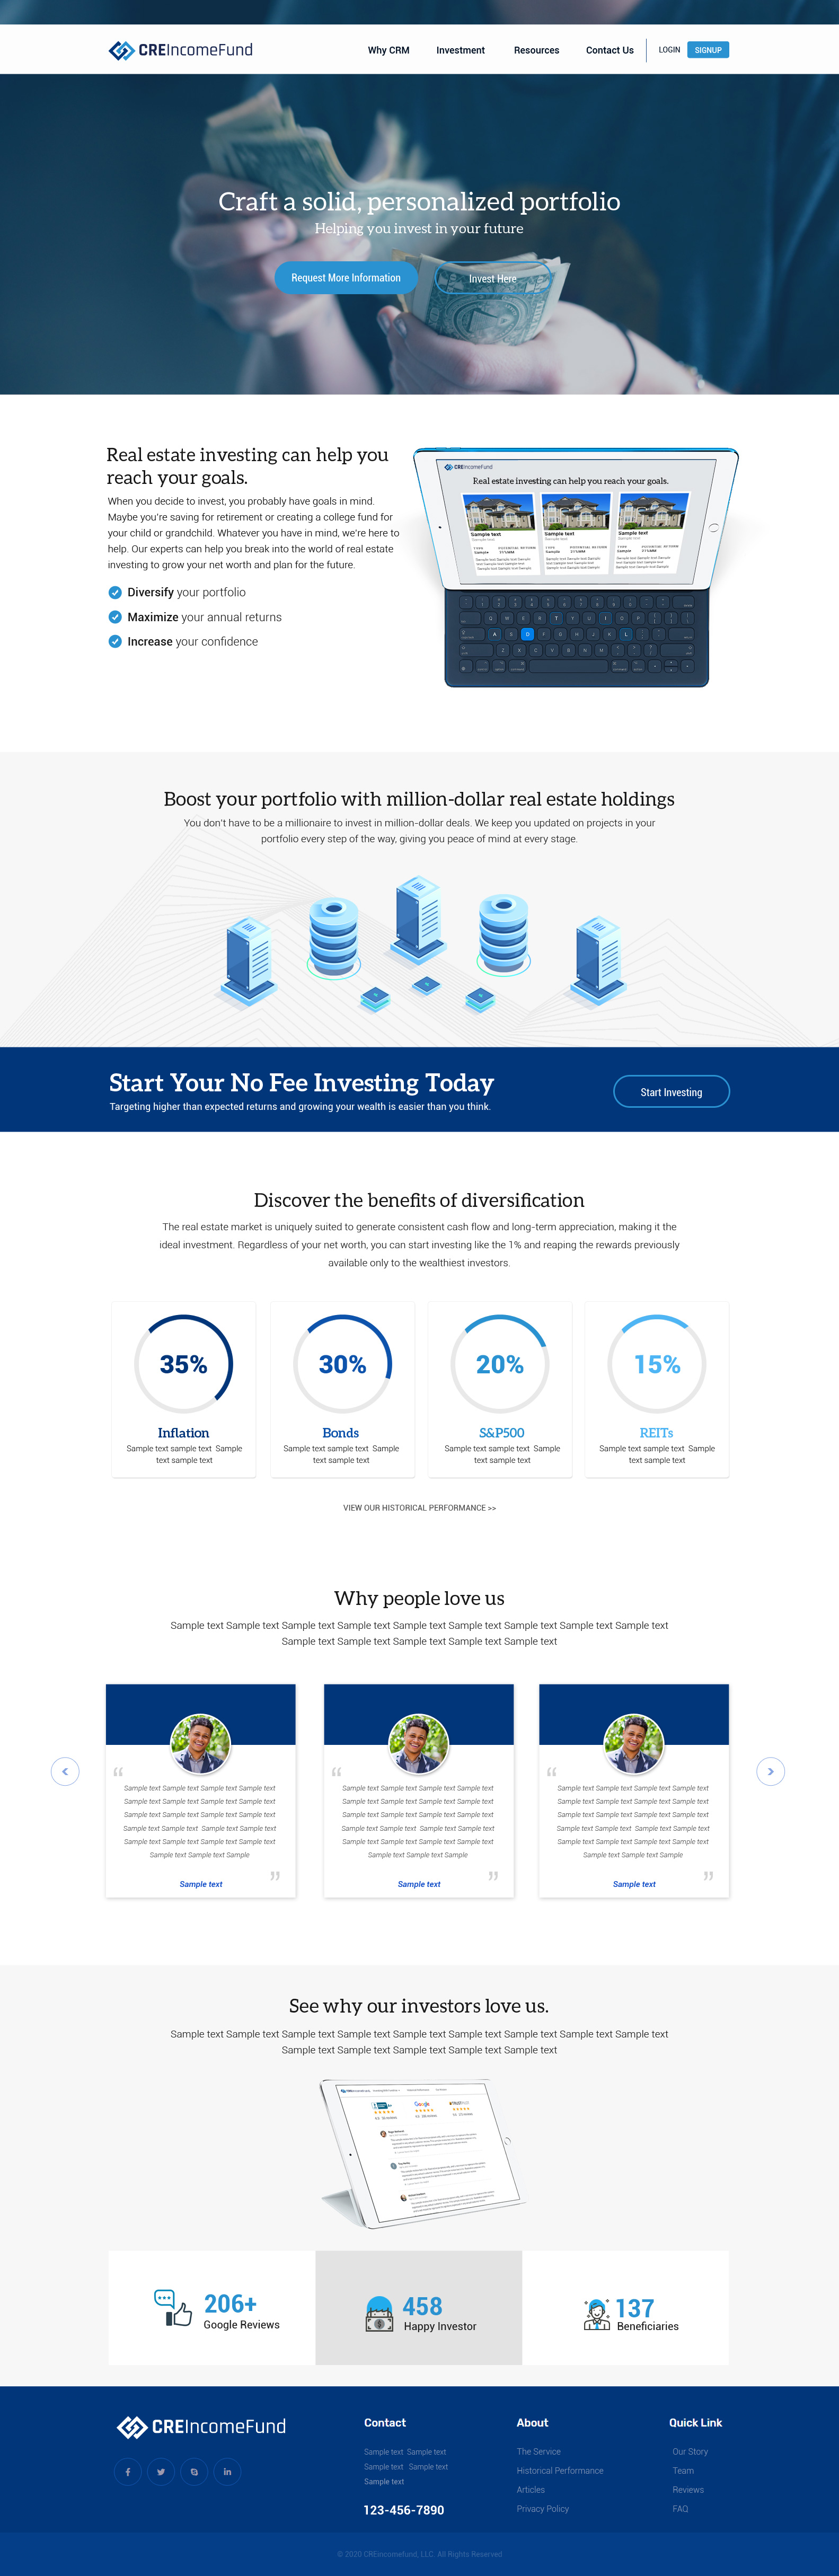 CREIncomeFund
Why CRM
Investment
Resources
Contact Us
LOGIN
SIGNUP
Craft a solid, personalized portfolio
Helping you invest in your future
Request More Information
Invest Here
Real estate investing can help you
reach your goals.
When you decide to invest, you probably have goals in mind.
Maybe you're saving for retirement or creating a college fund for
your child or grandchild. Whatever you have in mind, we're here to
help. Our experts can help you break into the world of real estate
investing to grow your net worth and plan for the future.
Diversify your portfolio
Maximize your annual returns
Increase your confidence
CREIncomeFund
Real estate investing can help you reach your goals.
Sample text
Sample text
Sample text
Boost your portfolio with million-dollar real estate holdings
You don't have to be a millionaire to invest in million-dollar deals. We keep you updated on projects in your
portfolio every step of the way, giving you peace of mind at every stage.
Start Your No Fee Investing Today
Targeting higher than expected returns and growing your wealth is easier than you think.
Start Investing
Discover the benefits of diversification
The real estate market is uniquely suited to generate consistent cash flow and long-term appreciation, making it the
ideal investment. Regardless of your net worth, you can start investing like the 1% and reaping the rewards previously
available only to the wealthiest investors.
35%
Inflation
Sample text sample text Sample
text sample text
30%
Bonds
Sample text sample text Sample
text sample text
20%
S&P500
Sample text sample text Sample
text sample text
15%
REITs
Sample text sample text Sample
text sample text
VIEW OUR HISTORICAL PERFORMANCE >>
Why people love us
Sample text Sample text Sample text Sample text Sample text Sample text Sample text Sample text Sample text
Sample text Sample text Sample text Sample text Sample text
“
Sample text Sample text Sample text Sample text
Sample text Sample text Sample text Sample text
Sample text Sample text Sample text Sample text
Sample text Sample text Sample text Sample text
Sample text Sample text Sample text Sample text
Sample text Sample text Sample
”
Sample text
“
Sample text Sample text Sample text Sample text
Sample text Sample text Sample text Sample text
Sample text Sample text Sample text Sample text
Sample text Sample text Sample text Sample text
Sample text Sample text Sample text Sample text
Sample text Sample text Sample
”
Sample text
“
Sample text Sample text Sample text Sample text
Sample text Sample text Sample text Sample text
Sample text Sample text Sample text Sample text
Sample text Sample text Sample text Sample text
Sample text Sample text Sample text Sample text
Sample text Sample text Sample
”
Sample text
See why our investors love us.
Sample text Sample text Sample text Sample text Sample text Sample text Sample text Sample text Sample text
Sample text Sample text Sample text Sample text Sample text
Google
206+
Google Reviews
458
Happy Investor
137
Beneficiaries
CREIncomeFund
Contact
Sample text Sample text
Sample text Sample text
Sample text
123-456-7890
About
The Service
Historical Performance
Articles
Privacy Policy
Quick Link
Our Story
Team
Reviews
FAQ
© 2020 CREincomefund, LLC. All Rights Reserved